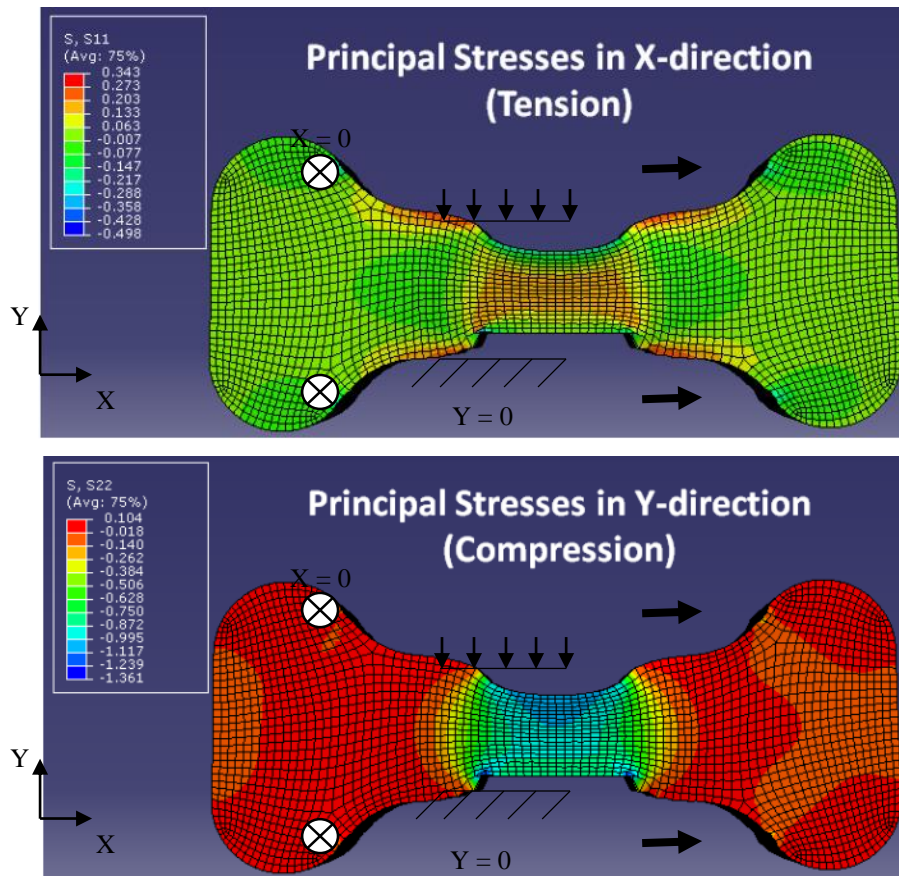 S, S11
(Avg: 75%)
0.343
0.273
0.203
0.133
0.063
-0.007
-0.077
-0.147
-0.217
-0.288
-0.358
-0.428
-0.498
Principal Stresses in X-direction
(Tension)
X = 0
Y
X
Y = 0
S, S22
(Avg: 75%)
0.104
-0.018
-0.140
-0.262
-0.384
-0.506
-0.628
-0.750
-0.872
-0.995
-1.117
-1.239
-1.361
Principal Stresses in Y-direction
(Compression)
X = 0
Y
X
Y = 0